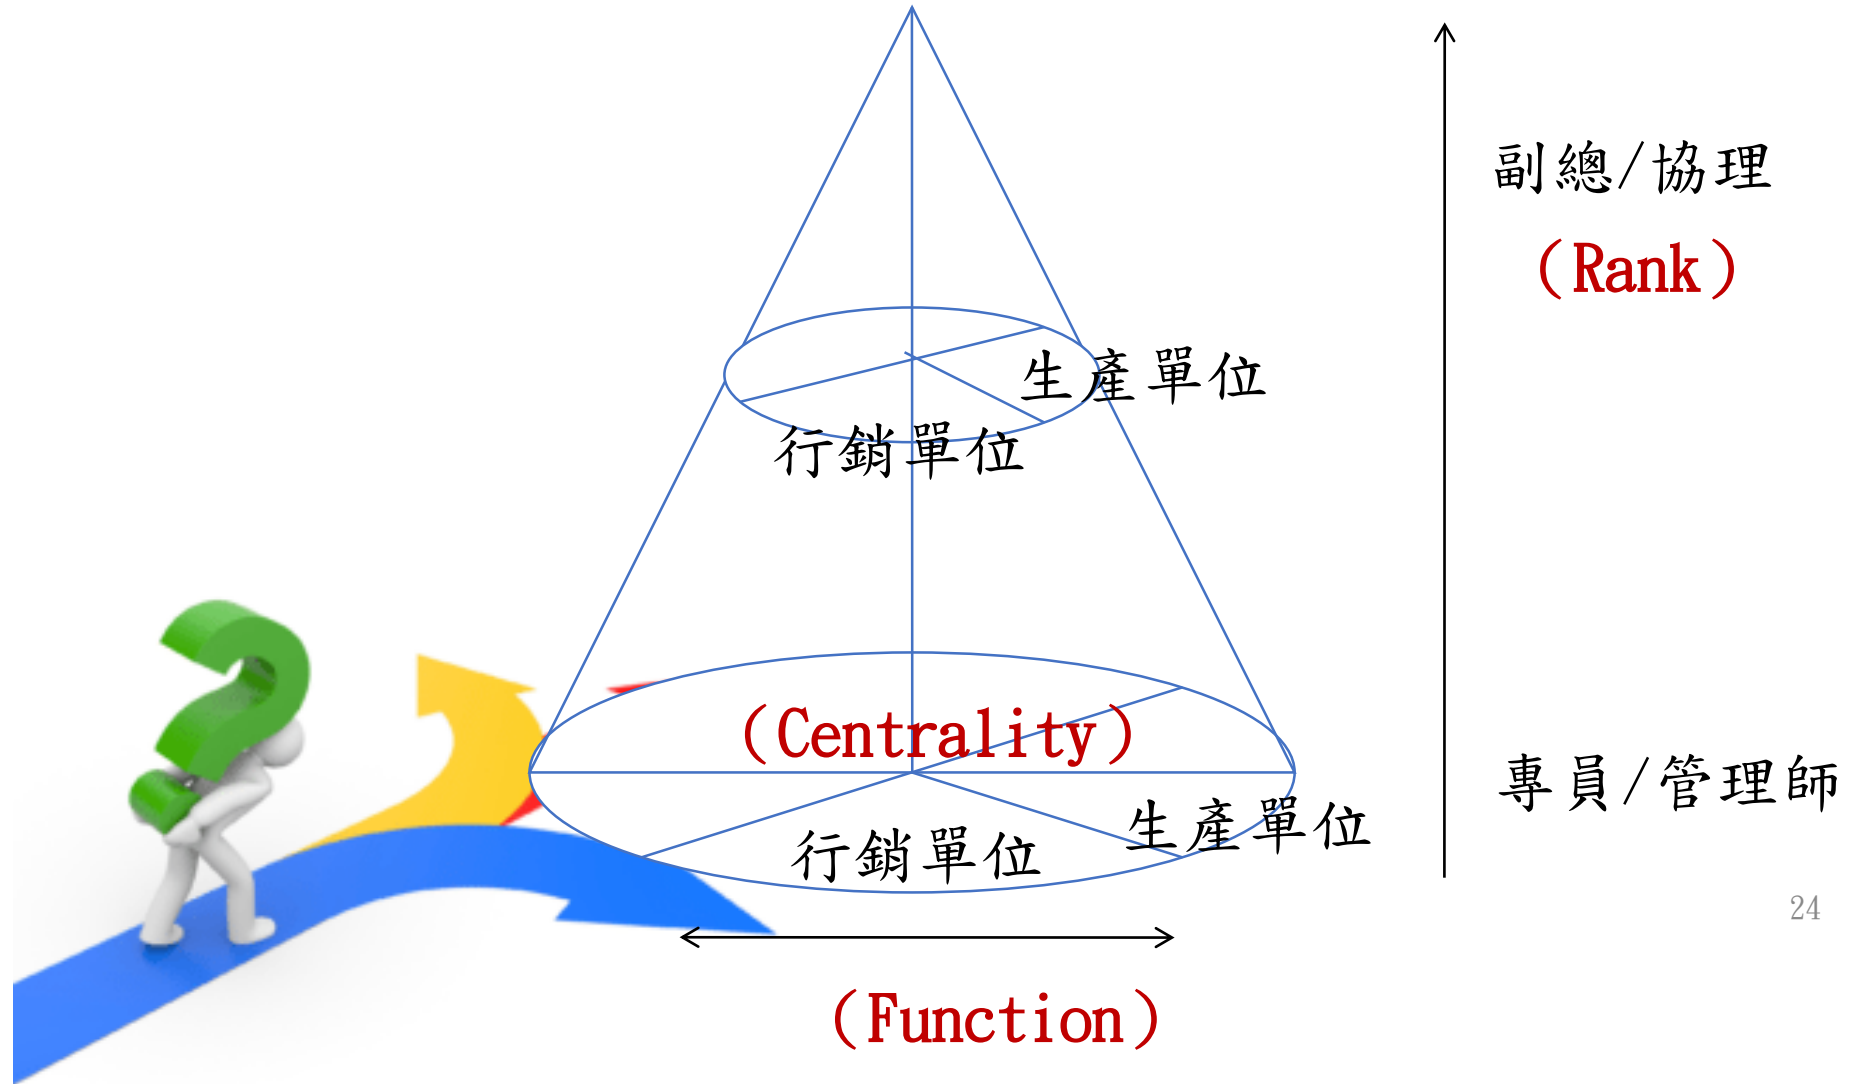 副總/協理
（Rank）
生產單位
行銷單位
（Centrality）
專員/管理師
生產單位
行銷單位
24
（Function）